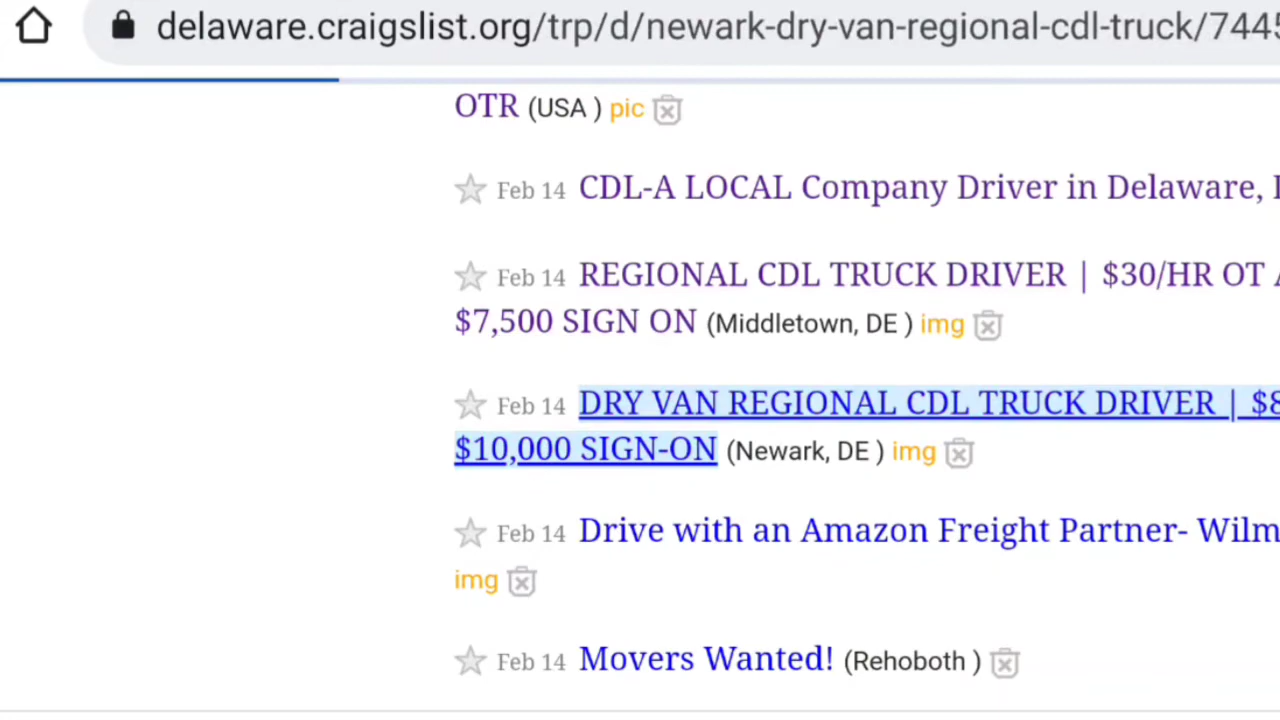 delaware.craigslist.org/trp/d/newark-dry-van-regional-cdl-truck/7445
OTR (USA ) pic
Feb 14 CDL-A LOCAL Company Driver in Delaware,
Feb 14 REGIONAL CDL TRUCK DRIVER | $30/HR OT
$7,500 SIGN ON (Middletown, DE ) img
Feb 14 DRY VAN REGIONAL CDL TRUCK DRIVER | $8
$10,000 SIGN-ON (Newark, DE ) img
Feb 14 Drive with an Amazon Freight Partner- Wilm
img
Feb 14 Movers Wanted! (Rehoboth )